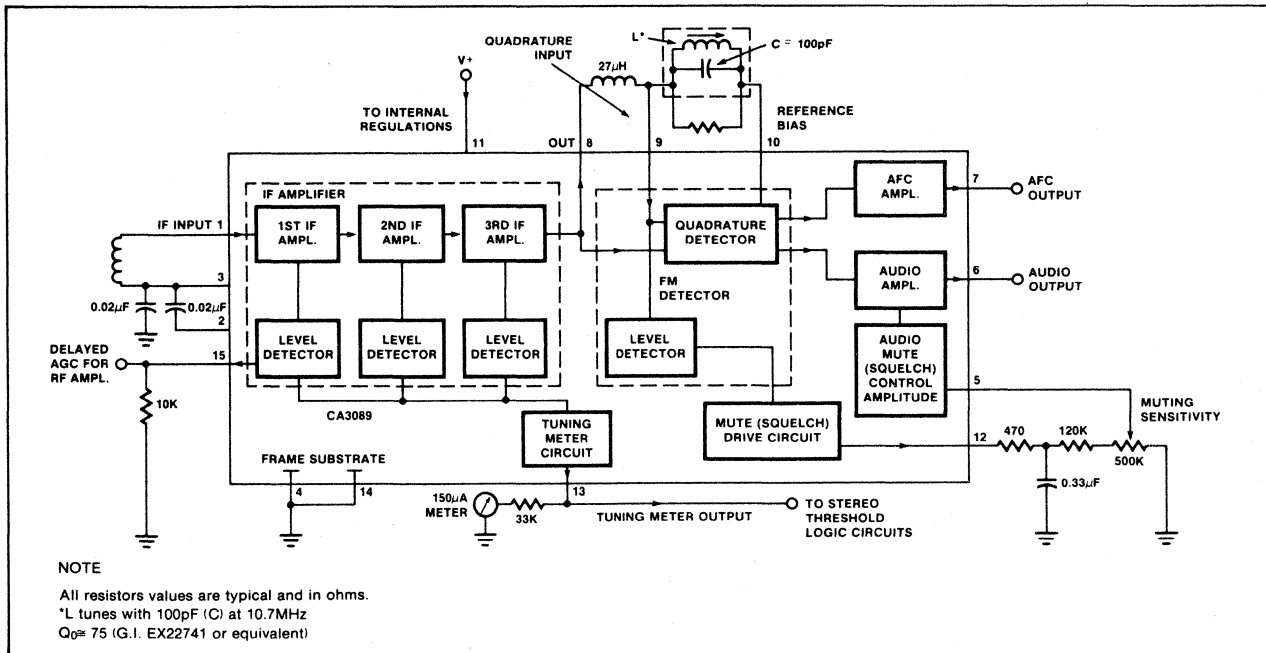 QUADRATURE
INPUT
L*
C = 100pF
27μH
V+
TO INTERNAL
REGULATIONS
REFERENCE
BIAS
11
OUT
8
9
10
IF AMPLIFIER
AFC
AMPL.
7
AFC
OUTPUT
IF INPUT 1
1ST IF
AMPL.
2ND IF
AMPL.
3RD IF
AMPL.
QUADRATURE
DETECTOR
3
FM
DETECTOR
AUDIO
AMPL.
6
AUDIO
OUTPUT
0.02μF
0.02μF
2
LEVEL
DETECTOR
LEVEL
DETECTOR
LEVEL
DETECTOR
LEVEL
DETECTOR
AUDIO
MUTE
(SQUELCH)
CONTROL
AMPLITUDE
DELAYED
AGC FOR
RF AMPL.
15
5
MUTING
SENSITIVITY
10K
CA3089
TUNING
METER
CIRCUIT
MUTE (SQUELCH)
DRIVE CIRCUIT
12
470
120K
500K
0.33μF
FRAME SUBSTRATE
4
14
13
150μA
METER
33K
TUNING METER OUTPUT
TO STEREO
THRESHOLD
LOGIC CIRCUITS
NOTE
All resistors values are typical and in ohms.
*L tunes with 100pF (C) at 10.7MHz
Q0≅ 75 (G.I. EX22741 or equivalent)